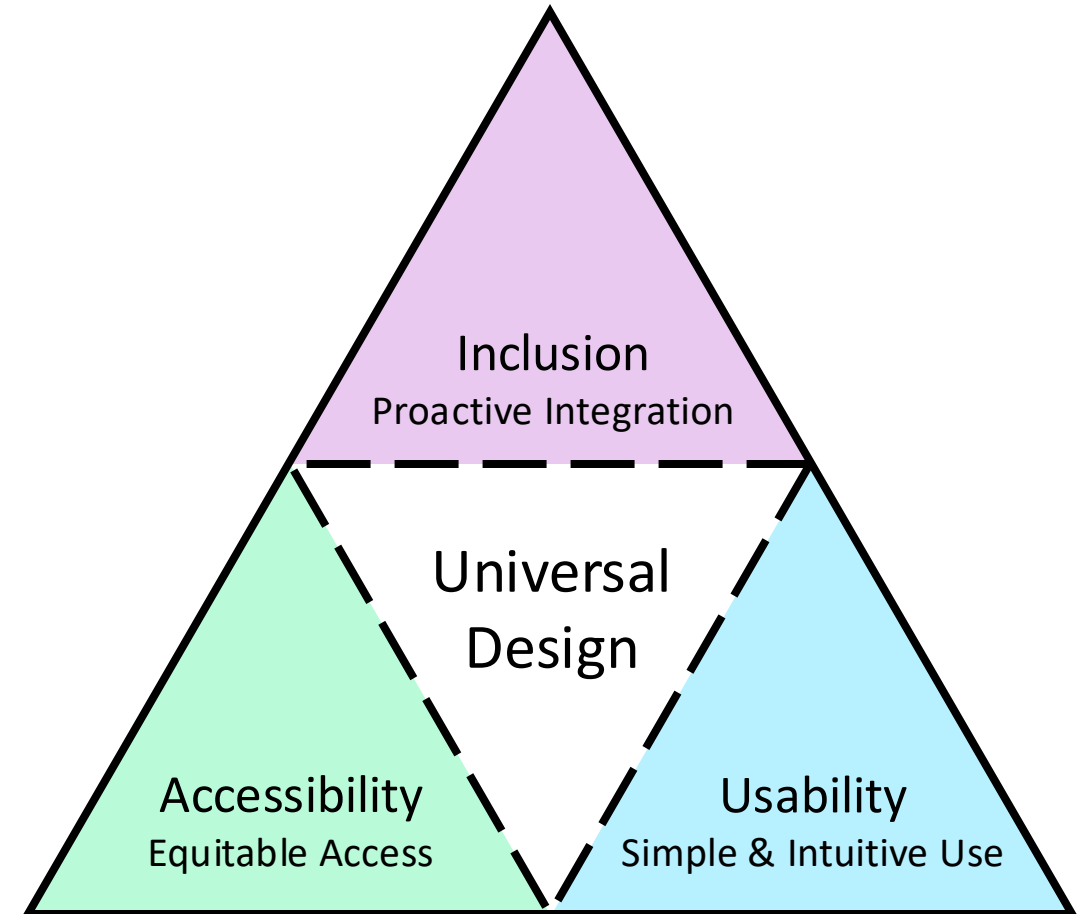 Inclusion
Proactive Integration
Universal
Design
Accessibility
Equitable Access
Usability
Simple & Intuitive Use